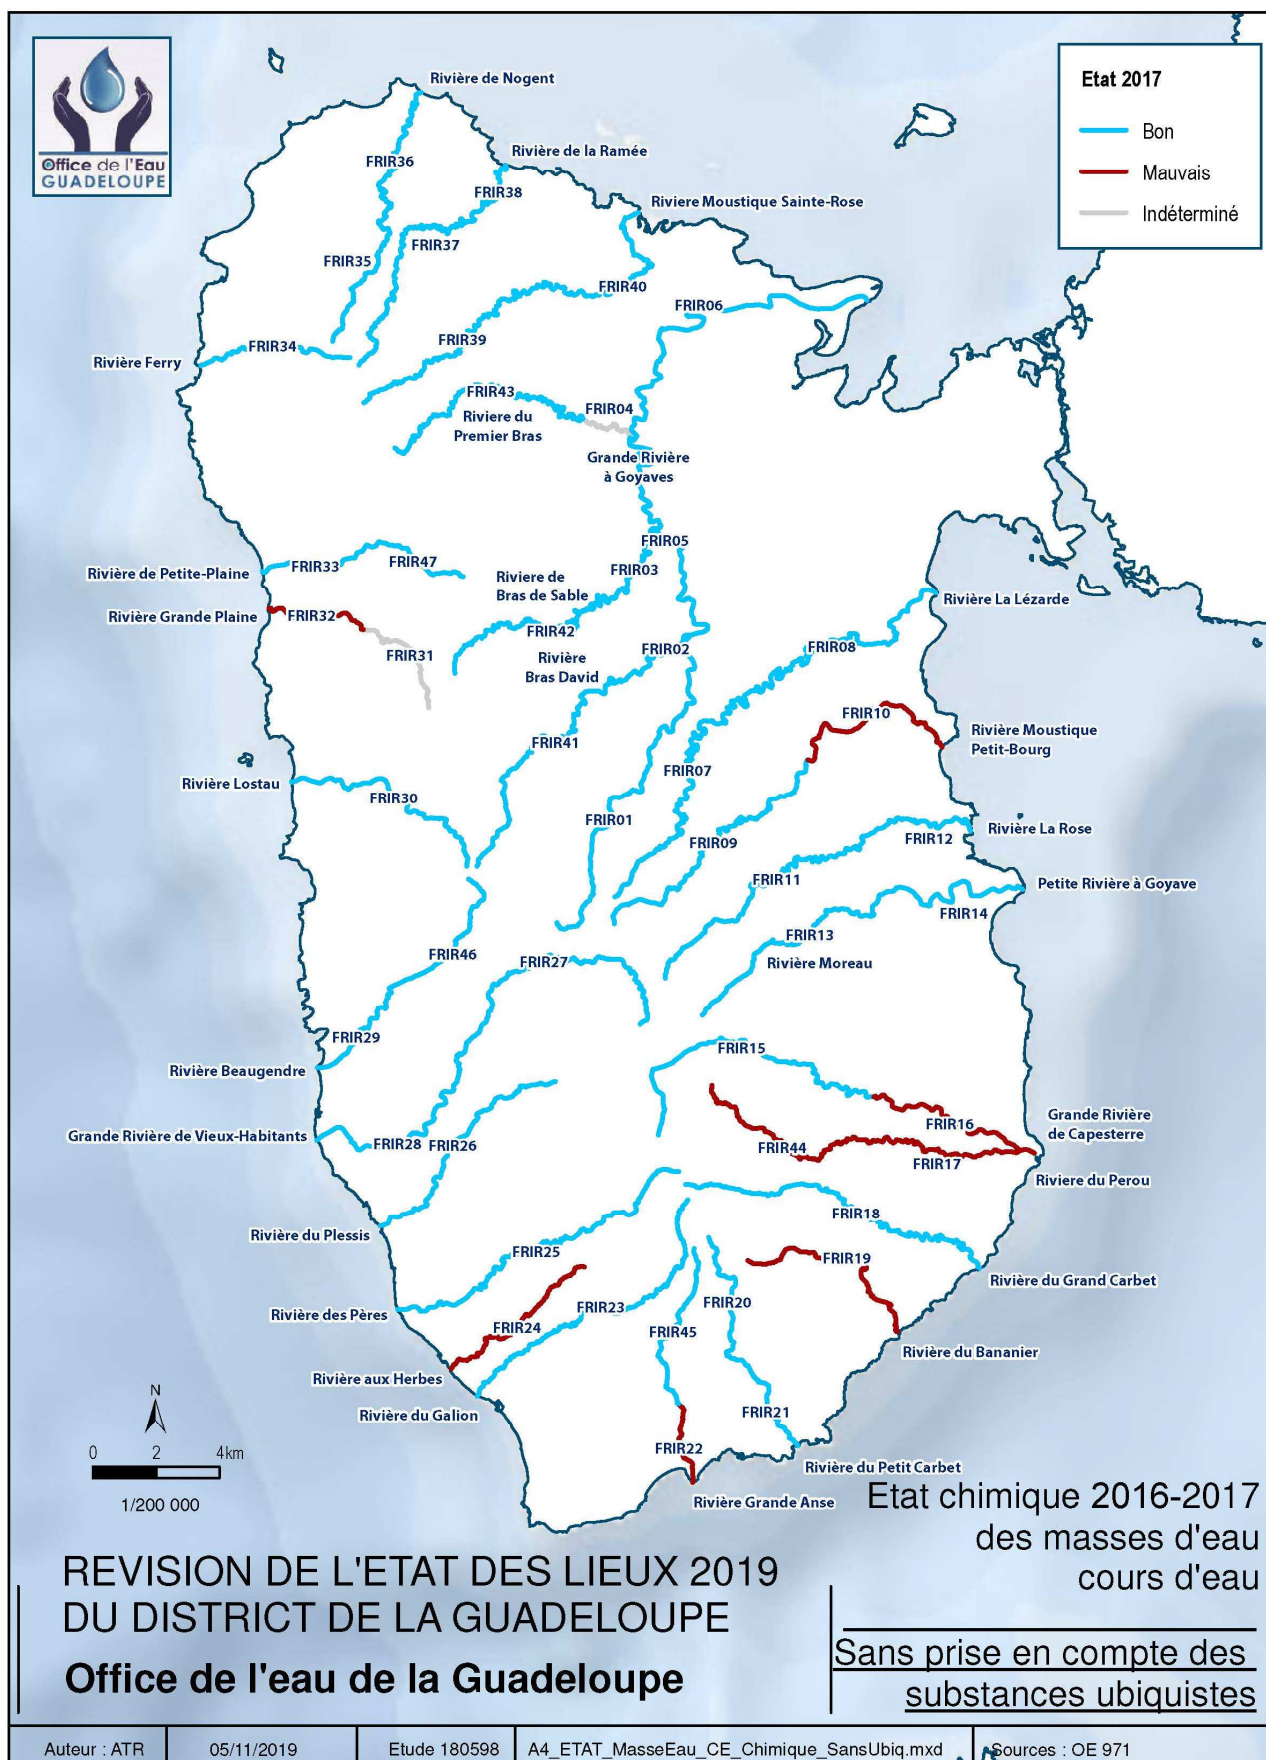 Office de l'Eau
GUADELOUPE
Etat 2017
Bon
Mauvais
Indéterminé
Rivière de Nogent
FRIR36
Rivière de la Ramée
FRIR38
Riviere Moustique Sainte-Rose
FRIR37
FRIR35
FRIR40
FRIR06
FRIR34
FRIR39
Rivière Ferry
FRIR43
FRIR04
Riviere du
Premier Bras
Grande Rivière
à Goyaves
FRIR05
FRIR47
FRIR33
FRIR03
Rivière de Petite-Plaine
Riviere de
Bras de Sable
Rivière La Lézarde
Rivière Grande Plaine
FRIR32
FRIR42
FRIR31
FRIR02
FRIR08
Rivière
Bras David
FRIR10
Rivière Moustique
Petit-Bourg
FRIR41
FRIR07
Rivière Lostau
FRIR30
FRIR01
FRIR09
FRIR12
Rivière La Rose
FRIR11
Petite Rivière à Goyave
FRIR14
FRIR13
FRIR46
FRIR27
Rivière Moreau
FRIR29
FRIR15
Rivière Beaugendre
Grande Rivière
de Capesterre
FRIR16
Grande Rivière de Vieux-Habitants
FRIR28
FRIR26
FRIR44
FRIR17
Riviere du Perou
FRIR18
Rivière du Plessis
FRIR25
FRIR19
Rivière du Grand Carbet
FRIR20
FRIR23
Rivière des Pères
FRIR24
FRIR45
Rivière du Bananier
Rivière aux Herbes
Rivière du Galion
FRIR21
FRIR22
Rivière du Petit Carbet
Rivière Grande Anse
N
0 2 4km
1/200 000
Etat chimique 2016-2017
des masses d'eau
cours d'eau
REVISION DE L'ETAT DES LIEUX 2019
DU DISTRICT DE LA GUADELOUPE
Office de l'eau de la Guadeloupe
Sans prise en compte des
substances ubiquistes
Auteur : ATR 05/11/2019 Etude 180598 A4_ETAT_MasseEau_CE_Chimique_SansUbiq.mxd Sources : OE 971